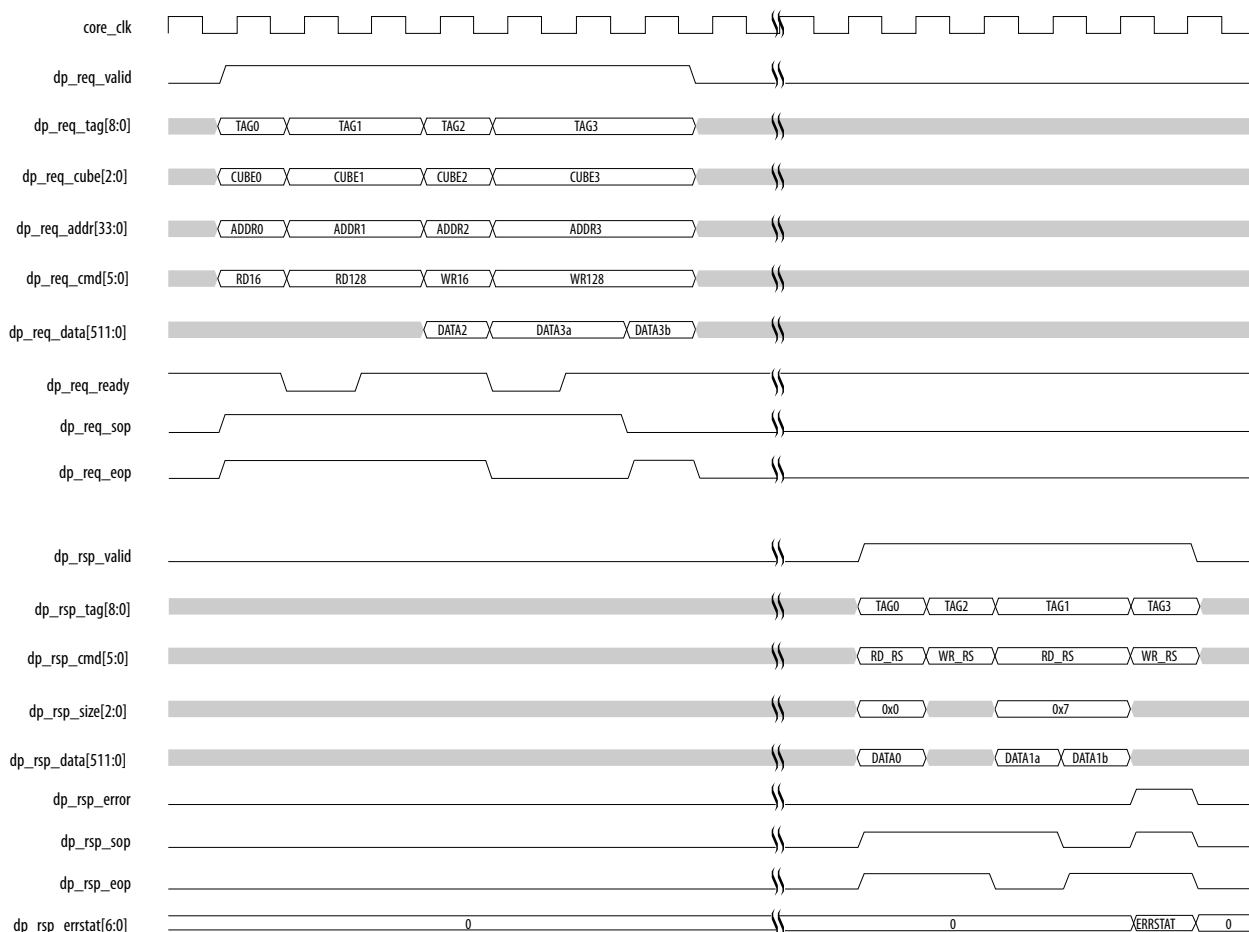 core_clk
dp_req_valid
dp_req_tag[8:0] TAG0 TAG1 TAG2 TAG3
dp_req_cube[2:0] CUBE0 CUBE1 CUBE2 CUBE3
dp_req_addr[33:0] ADDR0 ADDR1 ADDR2 ADDR3
dp_req_cmd[5:0] RD16 RD128 WR16 WR128
dp_req_data[511:0] DATA2 DATA3a DATA3b
dp_req_ready
dp_req_sop
dp_req_eop
dp_rsp_valid
dp_rsp_tag[8:0] TAG0 TAG2 TAG1 TAG3
dp_rsp_cmd[5:0] RD_RS WR_RS RD_RS WR_RS
dp_rsp_size[2:0] 0x0 0x7
dp_rsp_data[511:0] DATA0 DATA1a DATA1b
dp_rsp_error
dp_rsp_sop
dp_rsp_eop
dp_rsp_errstat[6:0] 0 0 ERRSTAT 0